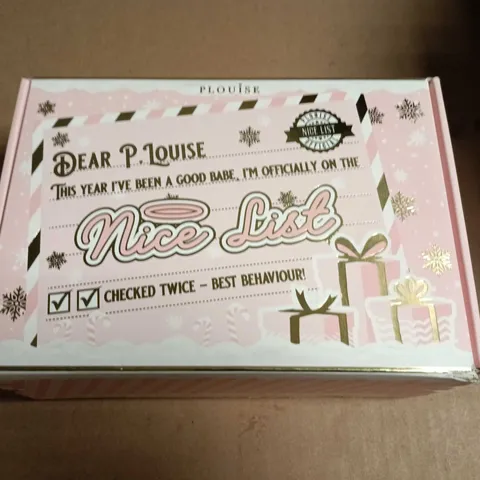 PLOUISE
DEAR P. LOUISE
NICE LIST
THIS YEAR I'VE BEEN A GOOD BABE, I'M OFFICIALLY ON THE
Nice List
CHECKED TWICE – BEST BEHAVIOUR!